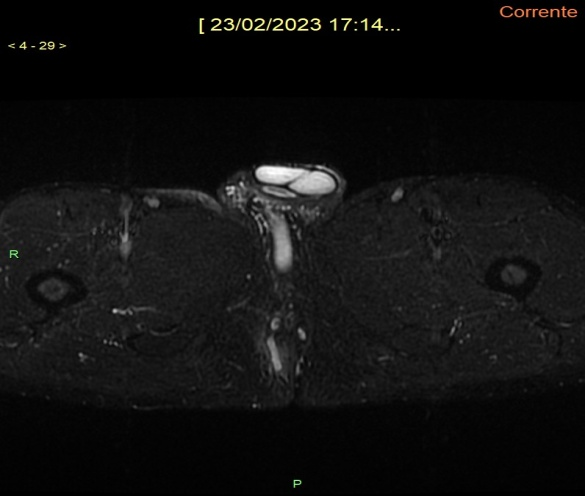 Corrente
[ 23/02/2023 17:14...
< 4 - 29 >
R
P